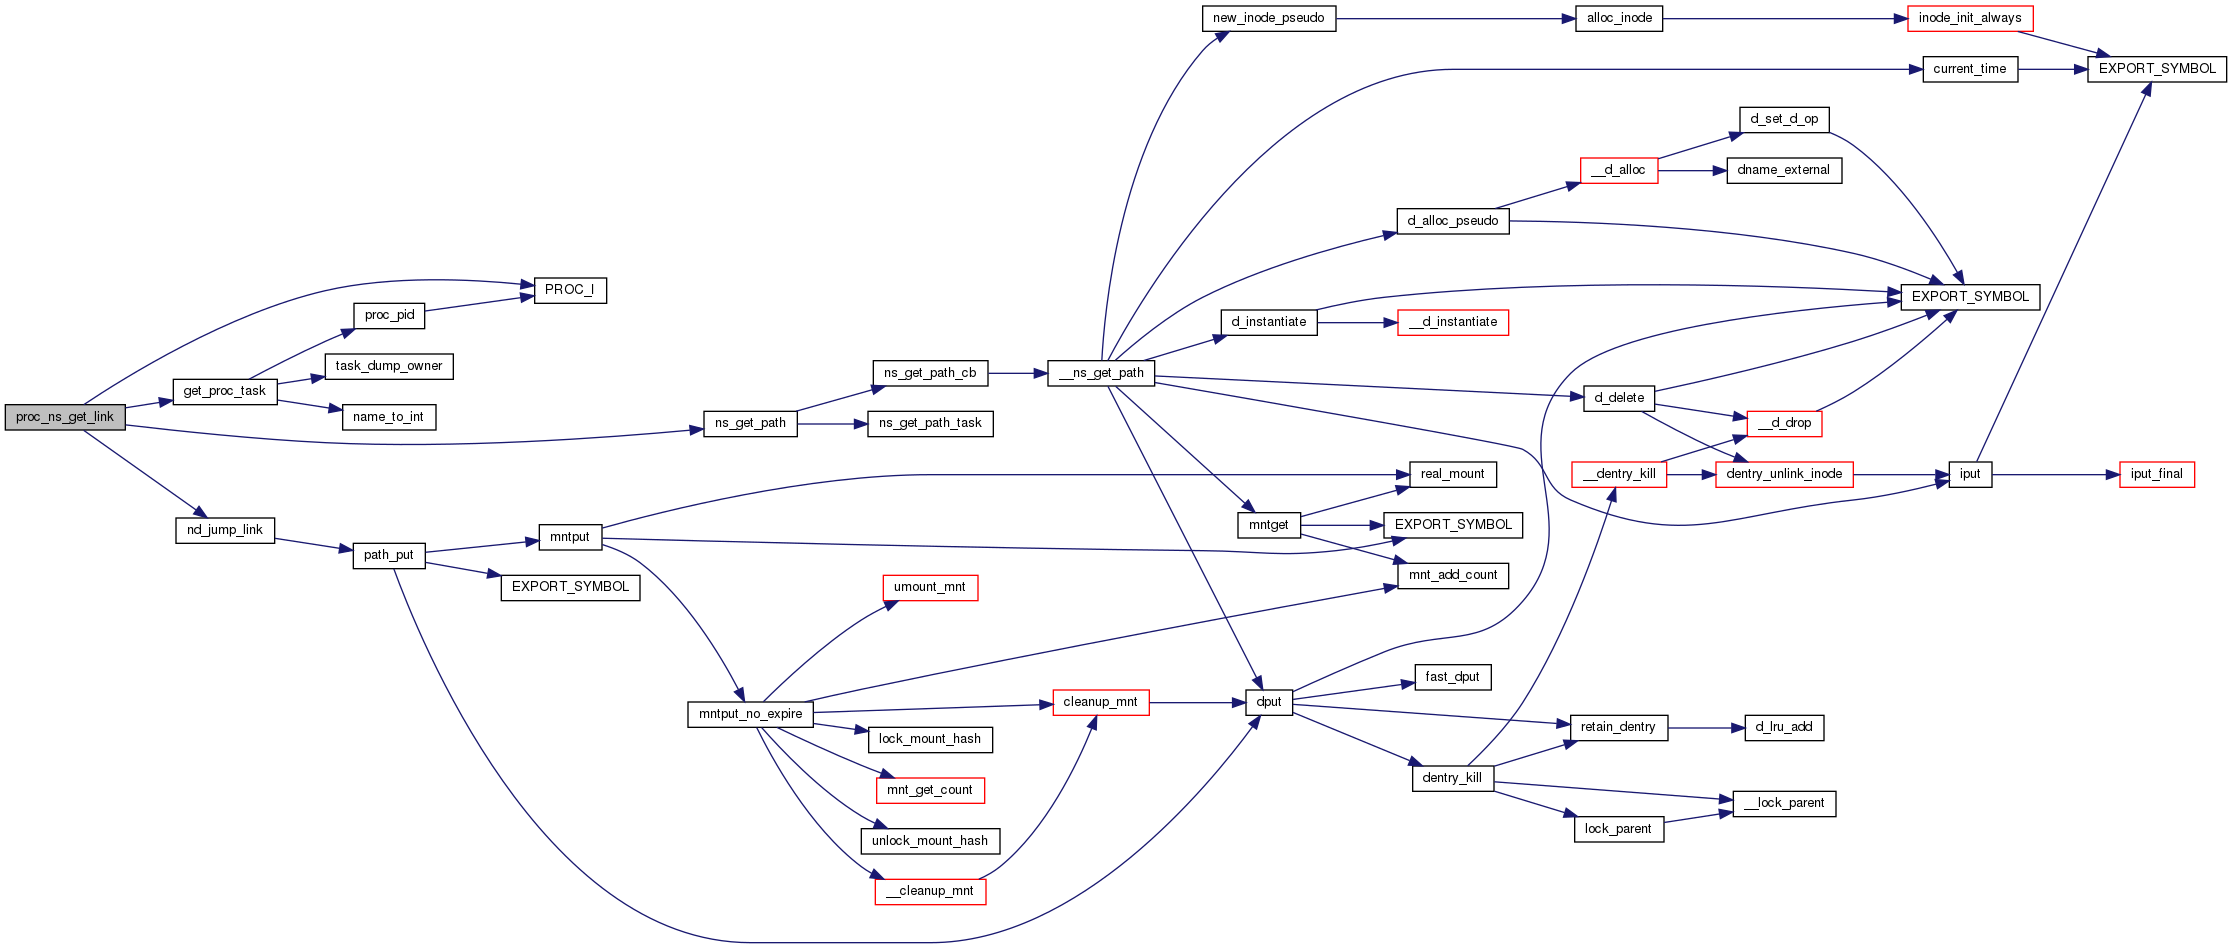 new_inode_pseudo
alloc_inode
inode_init_always
current_time
EXPORT_SYMBOL
d_set_d_op
__d_alloc
dname_external
d_alloc_pseudo
PROC_I
proc_pid
d_instantiate
__d_instantiate
EXPORT_SYMBOL
task_dump_owner
ns_get_path_cb
__ns_get_path
get_proc_task
d_delete
proc_ns_get_link
name_to_int
ns_get_path
ns_get_path_task
__d_drop
real_mount
__dentry_kill
dentry_unlink_inode
iput
iput_final
nd_jump_link
mntput
mntget
EXPORT_SYMBOL
path_put
EXPORT_SYMBOL
umount_mnt
mnt_add_count
fast_dput
mntput_no_expire
cleanup_mnt
dput
retain_dentry
d_lru_add
lock_mount_hash
mnt_get_count
dentry_kill
__lock_parent
unlock_mount_hash
lock_parent
__cleanup_mnt